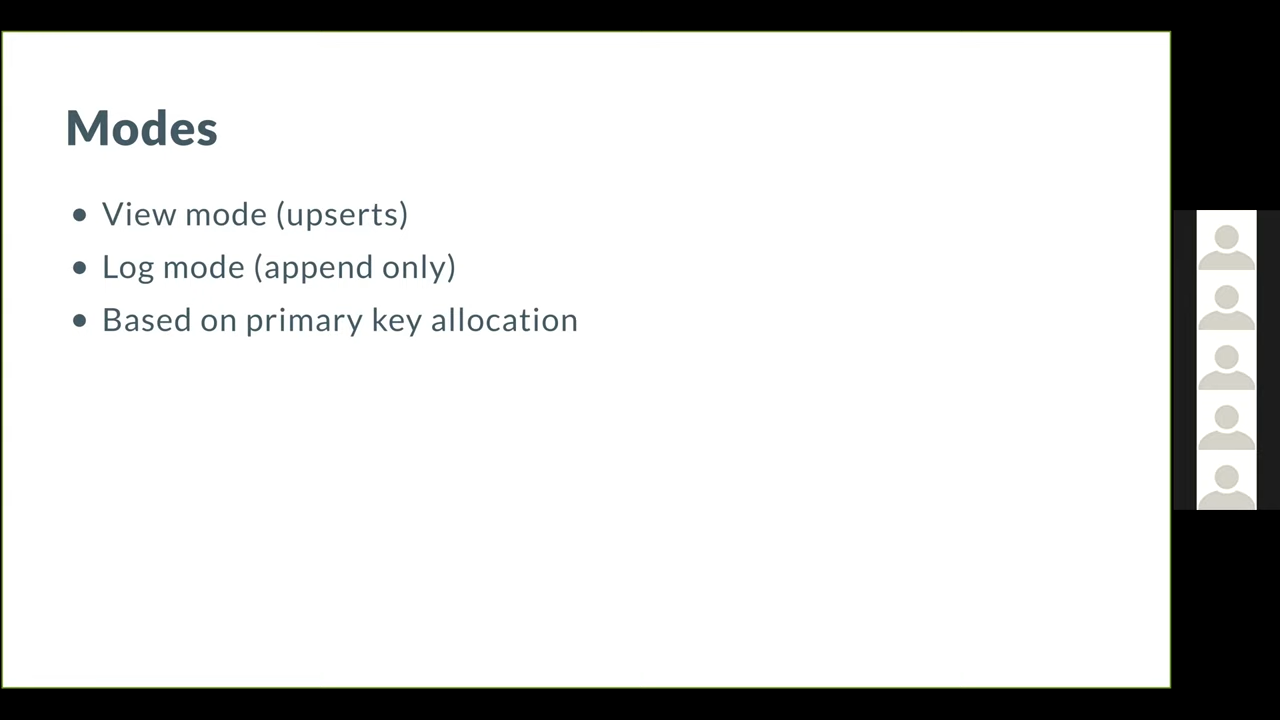 Modes
• View mode (upserts)
• Log mode (append only)
• Based on primary key allocation